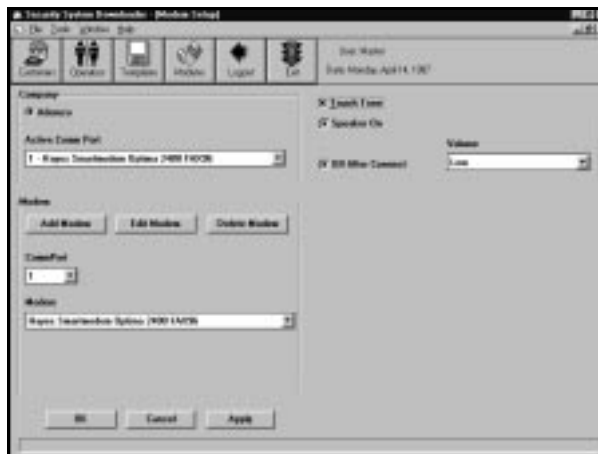 Security System Downloader - [Modem Setup]
File Tools Window Help
Customers Operators Templates Modems Logout Exit
User: Master
Date: Monday, April 14, 1997
Company
Ademco
Active Comm Port
1 - Hayes Smartmodem Optima 2400 FAX96
Touch Tone
Speaker On
Off After Connect
Volume
Low
Modem
Add Modem Edit Modem Delete Modem
CommPort
1
Modem
Hayes Smartmodem Optima 2400 FAX96
OK Cancel Apply